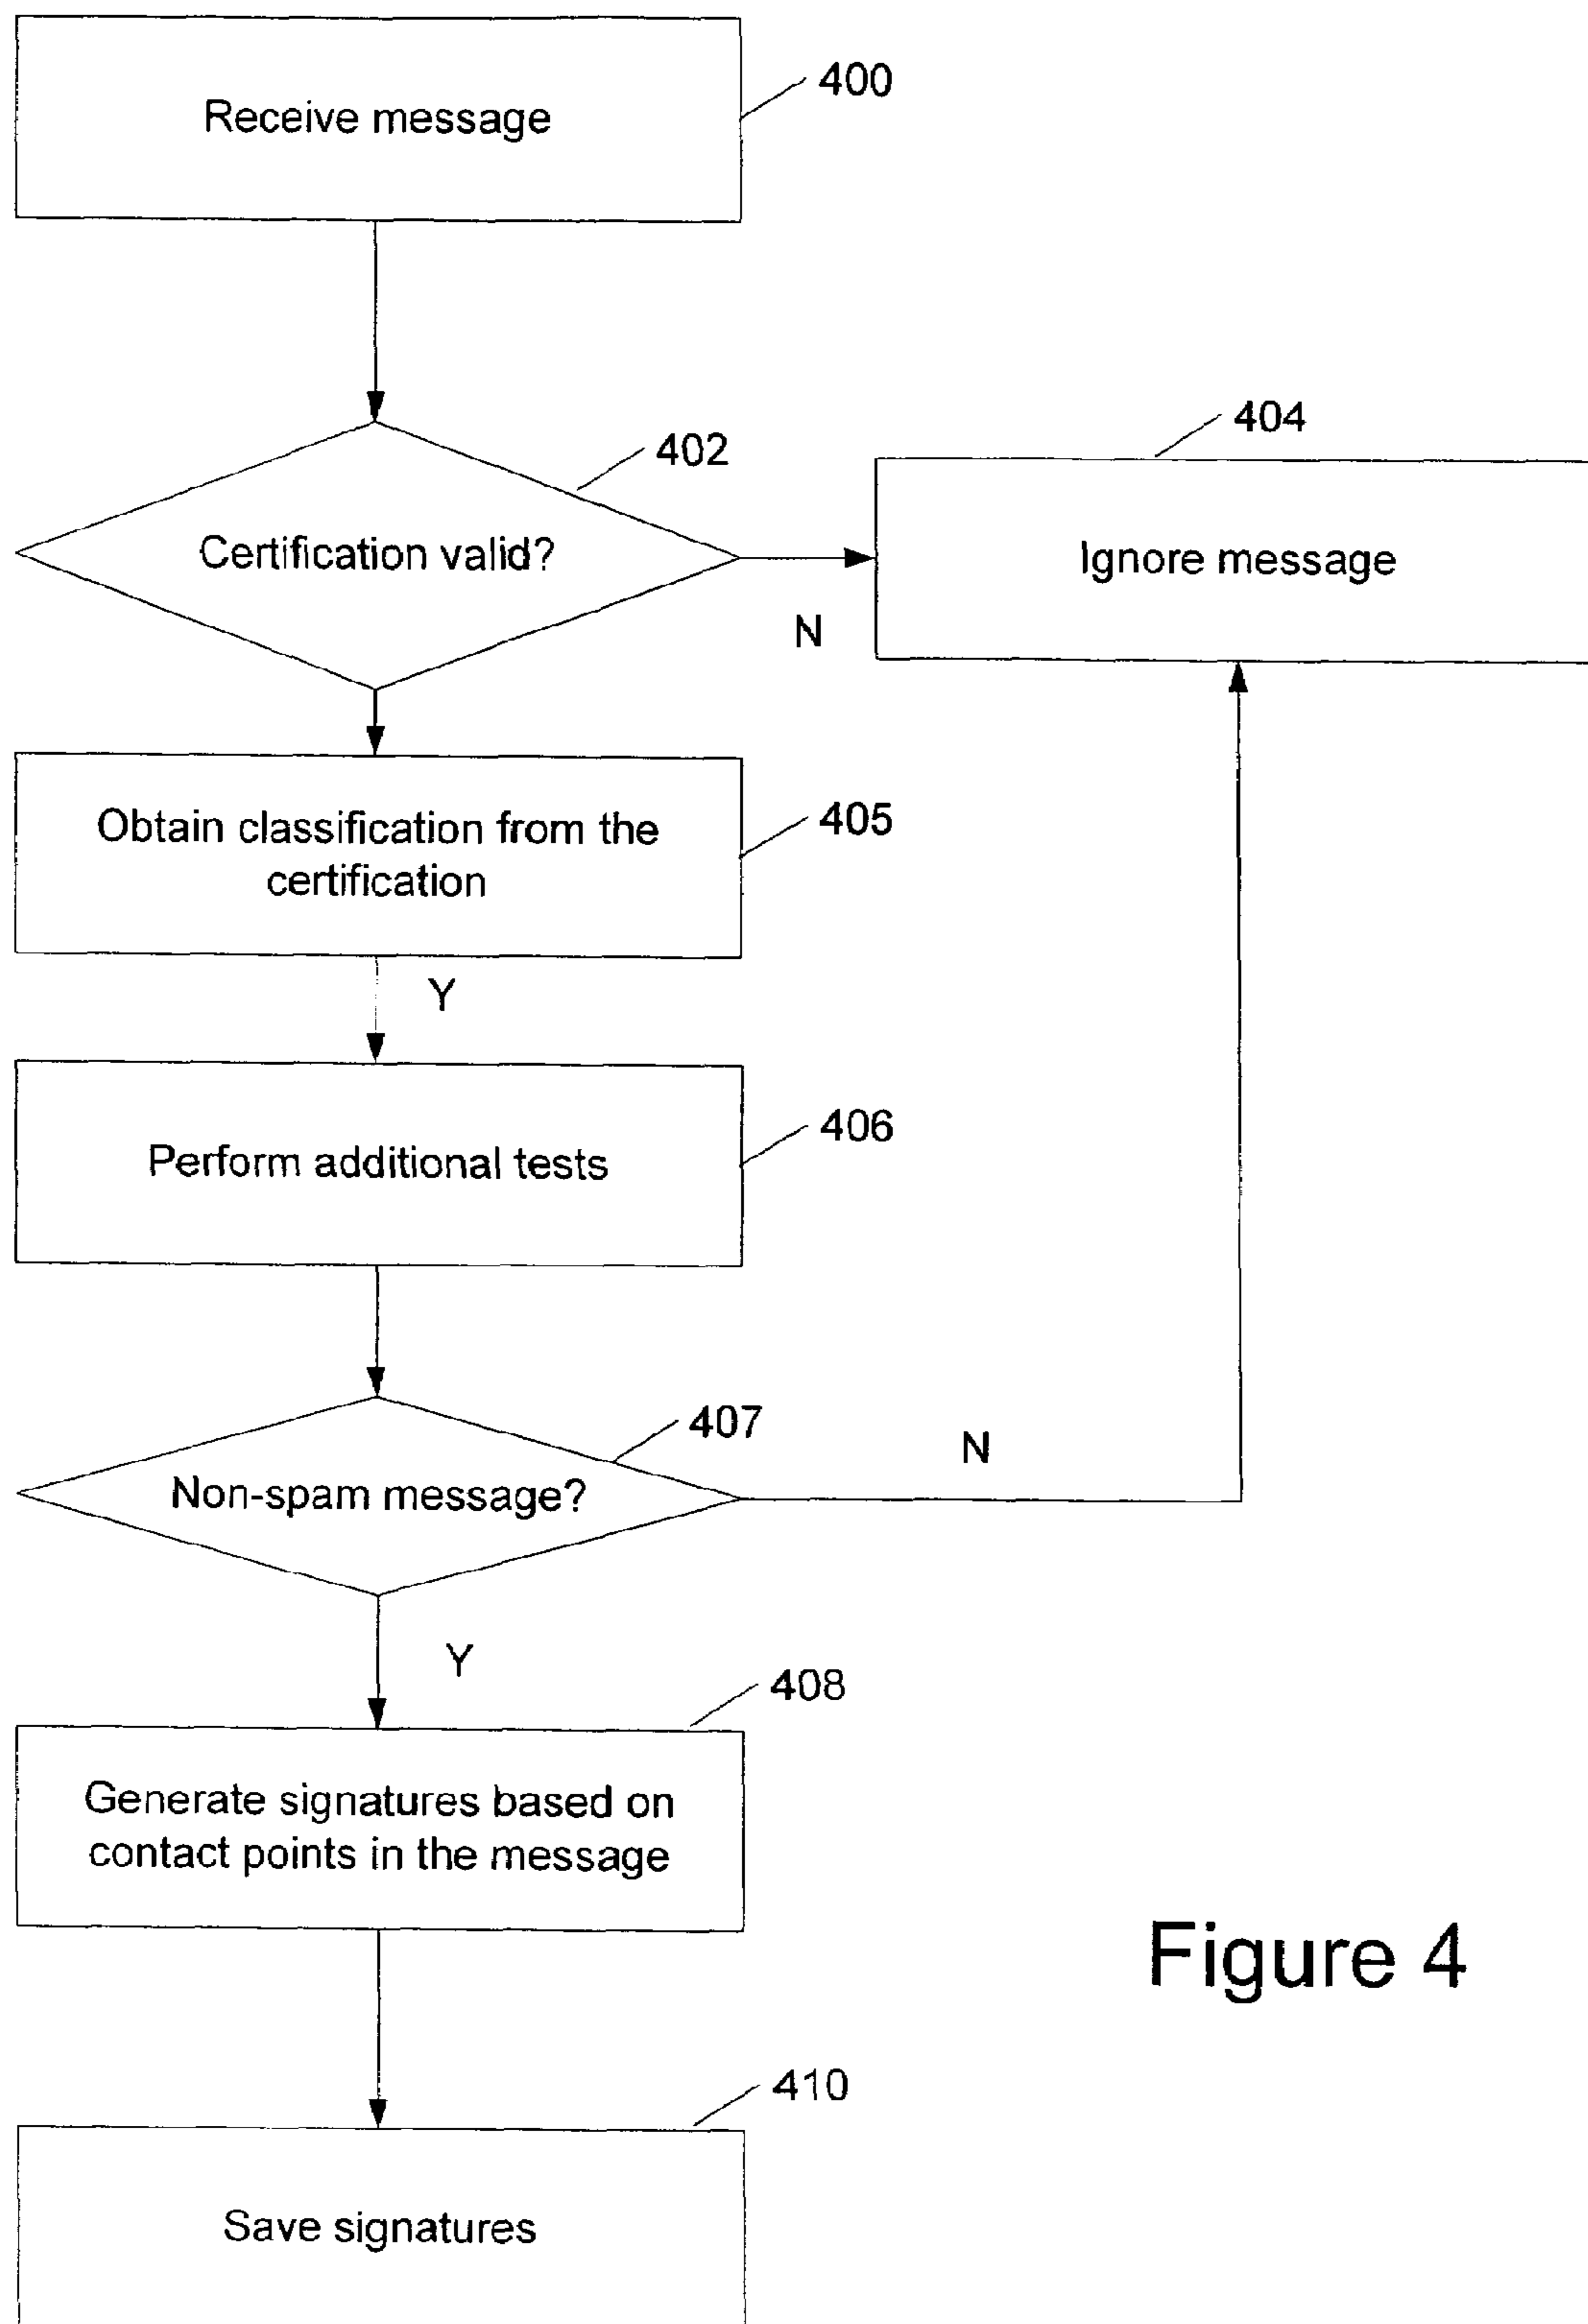 Receive message
400
402
Certification valid?
N
404
Ignore message
Obtain classification from the
certification
405
Y
Perform additional tests
406
407
Non-spam message?
N
Y
408
Generate signatures based on
contact points in the message
410
Save signatures
Figure 4